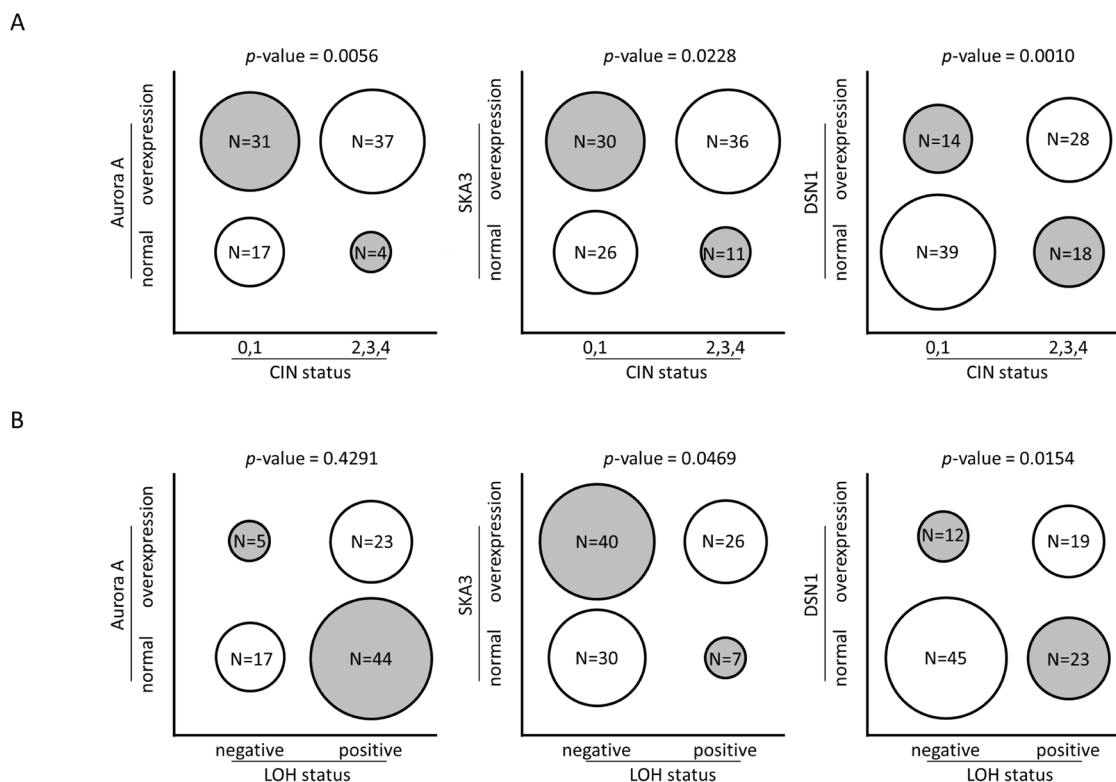 A
p-value = 0.0056
p-value = 0.0228
p-value = 0.0010
Aurora A
normal overexpression
N=31
N=37
N=17
N=4
0,1
2,3,4
CIN status
SKA3
normal overexpression
N=30
N=36
N=26
N=11
0,1
2,3,4
CIN status
DSN1
normal overexpression
N=14
N=28
N=39
N=18
0,1
2,3,4
CIN status
B
p-value = 0.4291
p-value = 0.0469
p-value = 0.0154
Aurora A
normal overexpression
N=5
N=23
N=17
N=44
negative
positive
LOH status
SKA3
normal overexpression
N=40
N=26
N=30
N=7
negative
positive
LOH status
DSN1
normal overexpression
N=12
N=19
N=45
N=23
negative
positive
LOH status